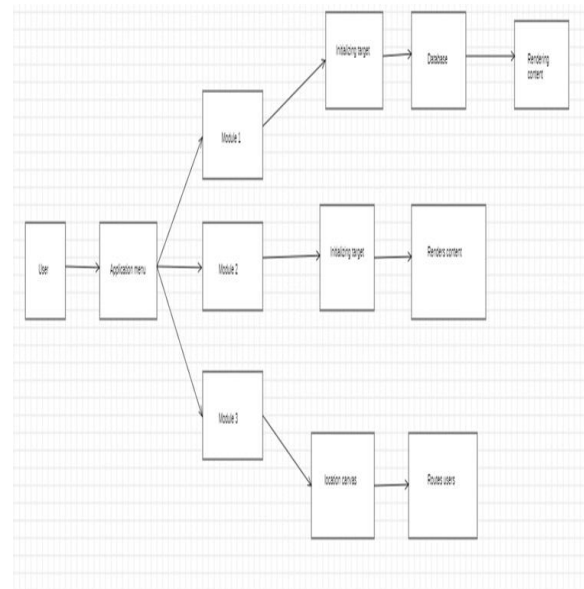 Initializing target
Database
Rendering
content
Module 1
User
Application menu
Module 2
Initializing target
Renders content
Module 3
location canvas
Routes users